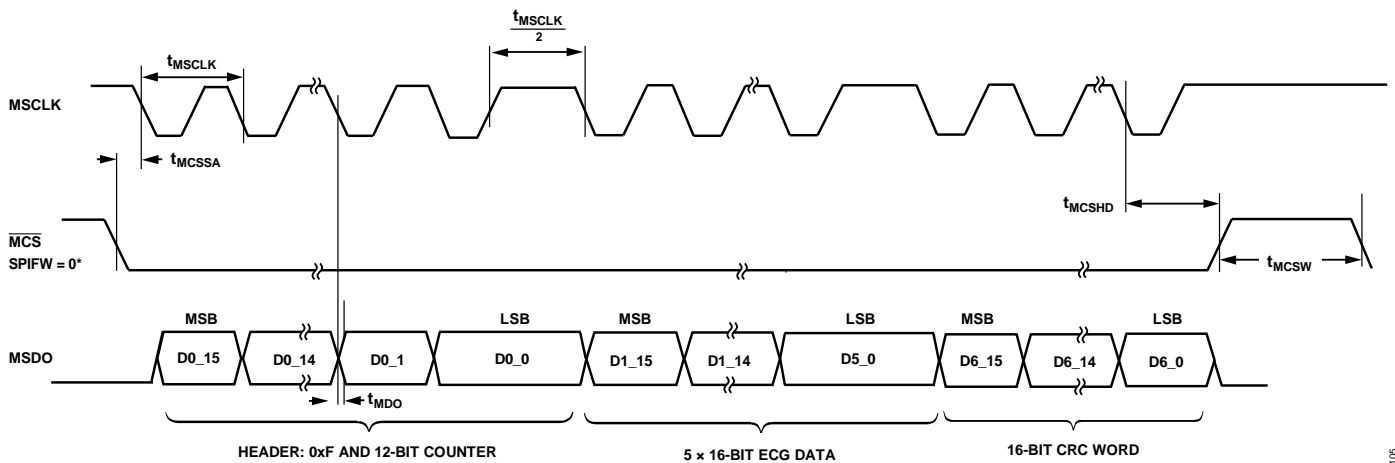 tMSCLK
tMSCLK
2
MSCLK
tMCSSA
tMCSHD
MCS
SPIFW = 0*
tMCSW
MSB
LSB
MSB
LSB
MSB
LSB
MSDO
D0_15
D0_14
D0_1
D0_0
D1_15
D1_14
D5_0
D6_15
D6_14
D6_0
tMDO
HEADER: 0xF AND 12-BIT COUNTER
5 × 16-BIT ECG DATA
16-BIT CRC WORD